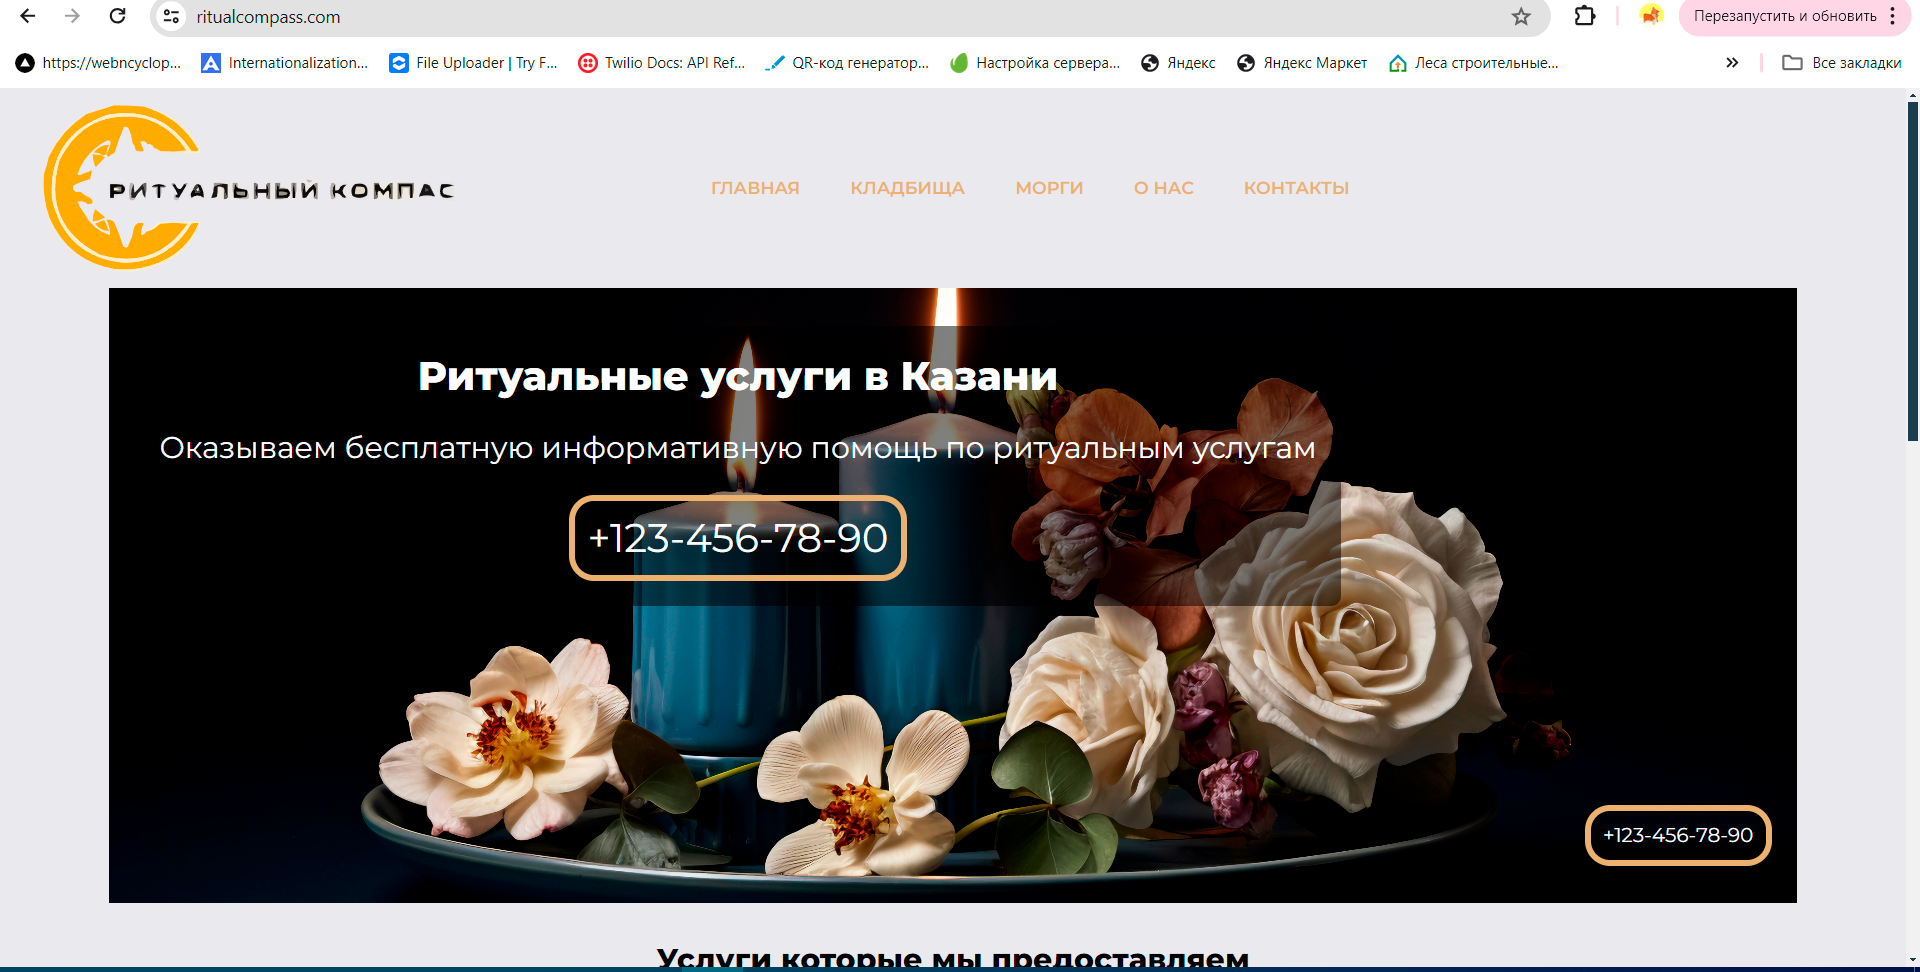 ritualcompass.com
Перезапустить и обновить
https://webncyclop... Internationalization... File Uploader | Try F... Twilio Docs: API Ref... QR-код генератор... Настройка сервера... Яндекс Яндекс Маркет Леса строительные... » Все закладки
РИТУАЛЬНЫЙ КОМПАС
ГЛАВНАЯ КЛАДБИЩА МОРГИ О НАС КОНТАКТЫ
Ритуальные услуги в Казани
Оказываем бесплатную информативную помощь по ритуальным услугам
+123-456-78-90
+123-456-78-90
Услуги которые мы предоставляем